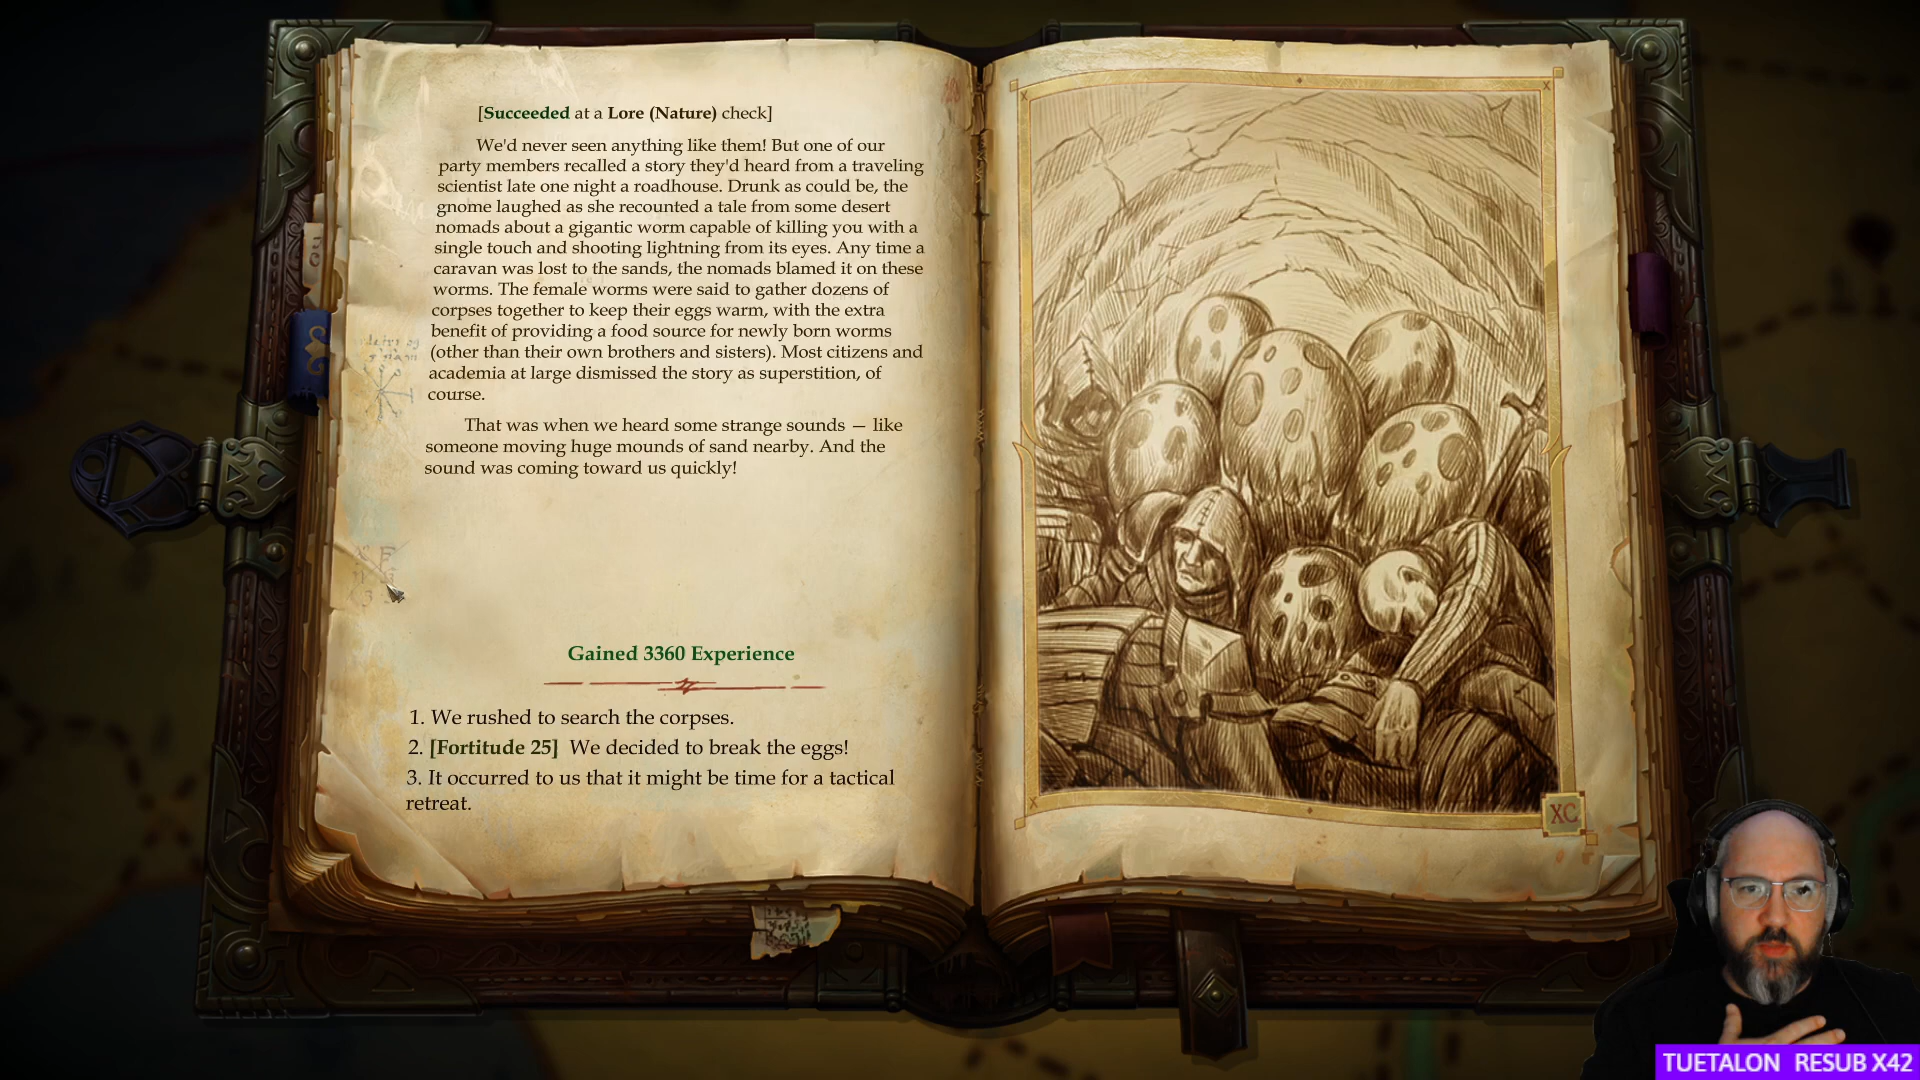 [Succeeded at a Lore (Nature) check]
We'd never seen anything like them! But one of our
party members recalled a story they'd heard from a traveling
scientist late one night a roadhouse. Drunk as could be, the
gnome laughed as she recounted a tale from some desert
nomads about a gigantic worm capable of killing you with a
single touch and shooting lightning from its eyes. Any time a
caravan was lost to the sands, the nomads blamed it on these
worms. The female worms were said to gather dozens of
corpses together to keep their eggs warm, with the extra
benefit of providing a food source for newly born worms
(other than their own brothers and sisters). Most citizens and
academia at large dismissed the story as superstition, of
course.
That was when we heard some strange sounds — like
someone moving huge mounds of sand nearby. And the
sound was coming toward us quickly!
Gained 3360 Experience
1. We rushed to search the corpses.
2. [Fortitude 25] We decided to break the eggs!
3. It occurred to us that it might be time for a tactical
retreat.
XC
TUETALON RESUB X42